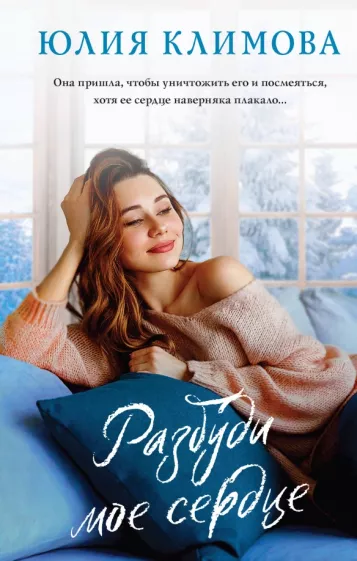 ЮЛИЯ КЛИМОВА
Она пришла, чтобы уничтожить его и посмеяться,
хотя ее сердце наверняка плакало...
Разбуди
мое сердце